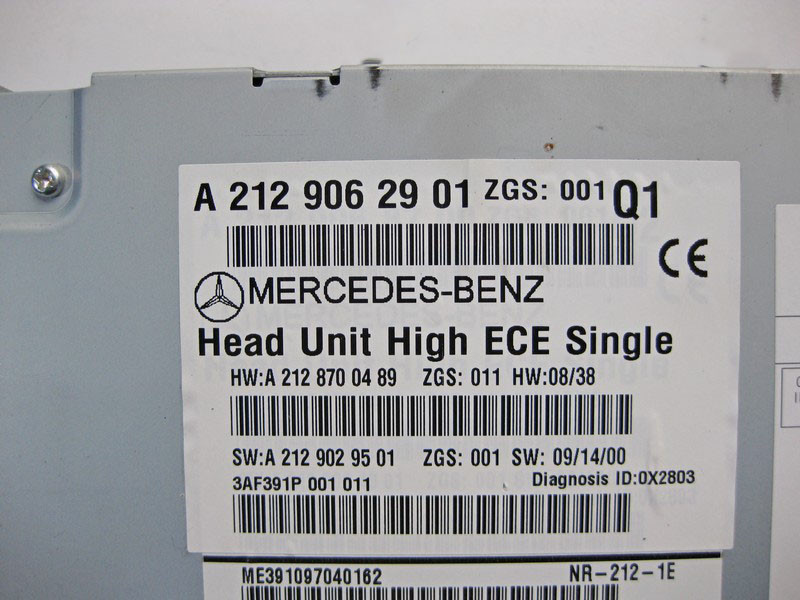 A 212 906 29 01 ZGS: 001 Q1
CE
MERCEDES-BENZ
Head Unit High ECE Single
HW:A 212 870 04 89 ZGS: 011 HW:08/38
SW:A 212 902 95 01 ZGS: 001 SW: 09/14/00
3AF391P 001 011 Diagnosis ID:0X2803
ME391097040162 NR-212-1E